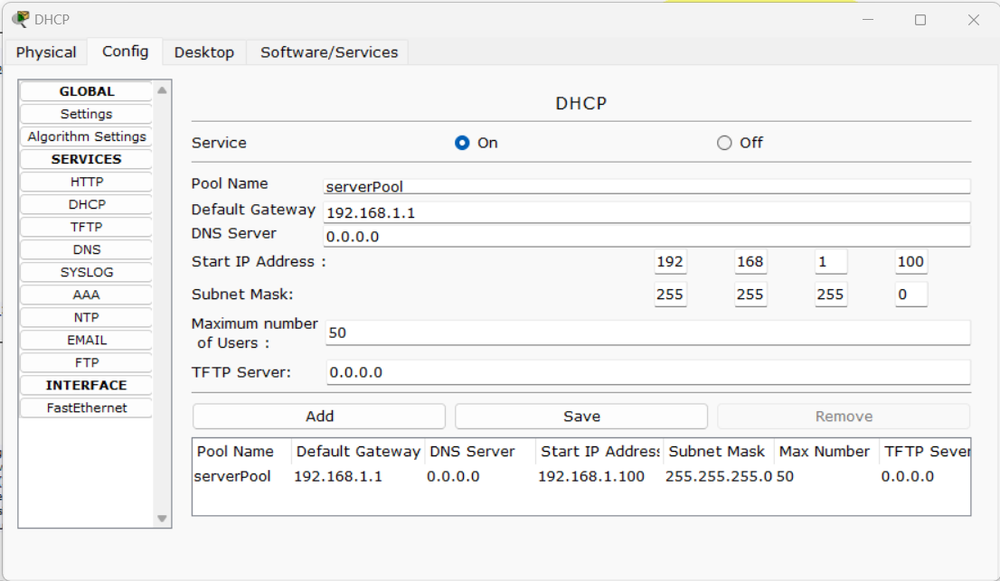 DHCP
Physical Config Desktop Software/Services
GLOBAL
Settings
Algorithm Settings
SERVICES
HTTP
DHCP
TFTP
DNS
SYSLOG
AAA
NTP
EMAIL
FTP
INTERFACE
FastEthernet
DHCP
Service On Off
Pool Name serverPool
Default Gateway 192.168.1.1
DNS Server 0.0.0.0
Start IP Address : 192 168 1 100
Subnet Mask: 255 255 255 0
Maximum number
of Users : 50
TFTP Server: 0.0.0.0
Add Save Remove
Pool Name Default Gateway DNS Server Start IP Address Subnet Mask Max Number TFTP Sever
serverPool 192.168.1.1 0.0.0.0 192.168.1.100 255.255.255.0 50 0.0.0.0